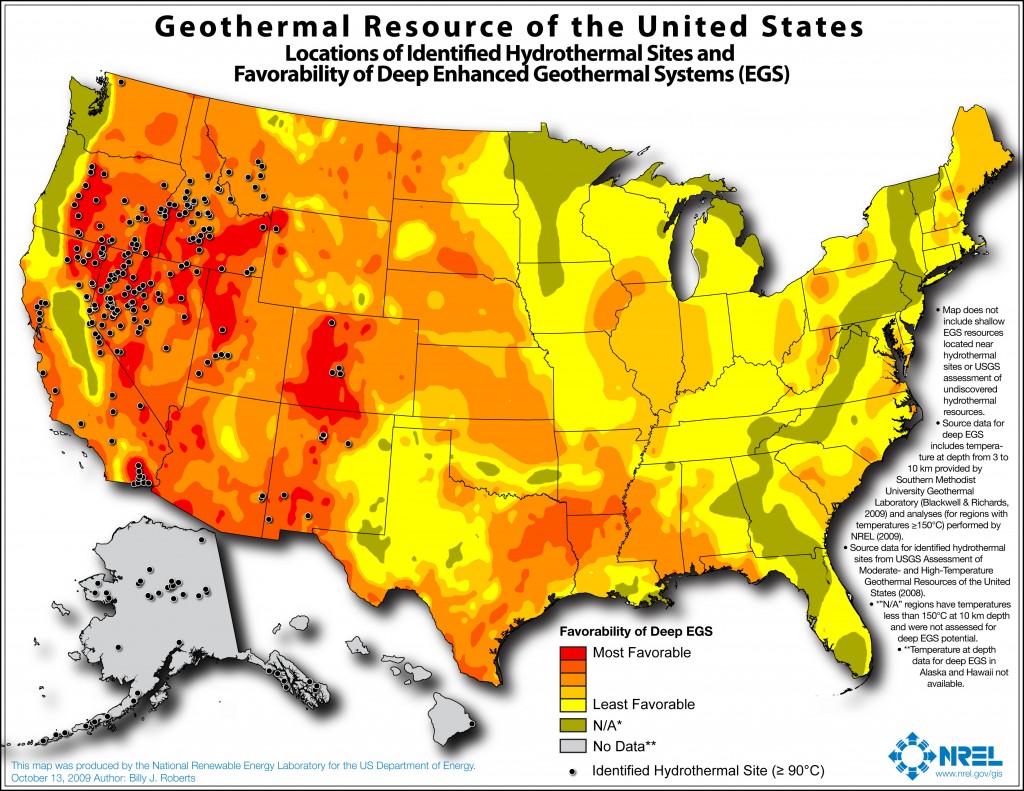 Geothermal Resource of the United States
Locations of Identified Hydrothermal Sites and
Favorability of Deep Enhanced Geothermal Systems (EGS)
• Map does not
include shallow
EGS resources
located near
hydrothermal
sites or USGS
assessment of
undiscovered
hydrothermal
resources.
• Source data for
deep EGS
includes tempera-
ture at depth from 3 to
10 km provided by
Southern Methodist
University Geothermal
Laboratory (Blackwell & Richards,
2009) and analyses (for regions with
temperatures ≥150°C) performed by
NREL (2009).
• Source data for identified hydrothermal
sites from USGS Assessment of
Moderate- and High-Temperature
Geothermal Resources of the United
States (2008).
• *"N/A" regions have temperatures
less than 150°C at 10 km depth
and were not assessed for
deep EGS potential.
• **Temperature at depth
data for deep EGS in
Alaska and Hawaii not
available.
Favorability of Deep EGS
Most Favorable
Least Favorable
N/A*
No Data**
Identified Hydrothermal Site (≥ 90°C)
This map was produced by the National Renewable Energy Laboratory for the US Department of Energy.
October 13, 2009 Author: Billy J. Roberts
NREL
www.nrel.gov/gis